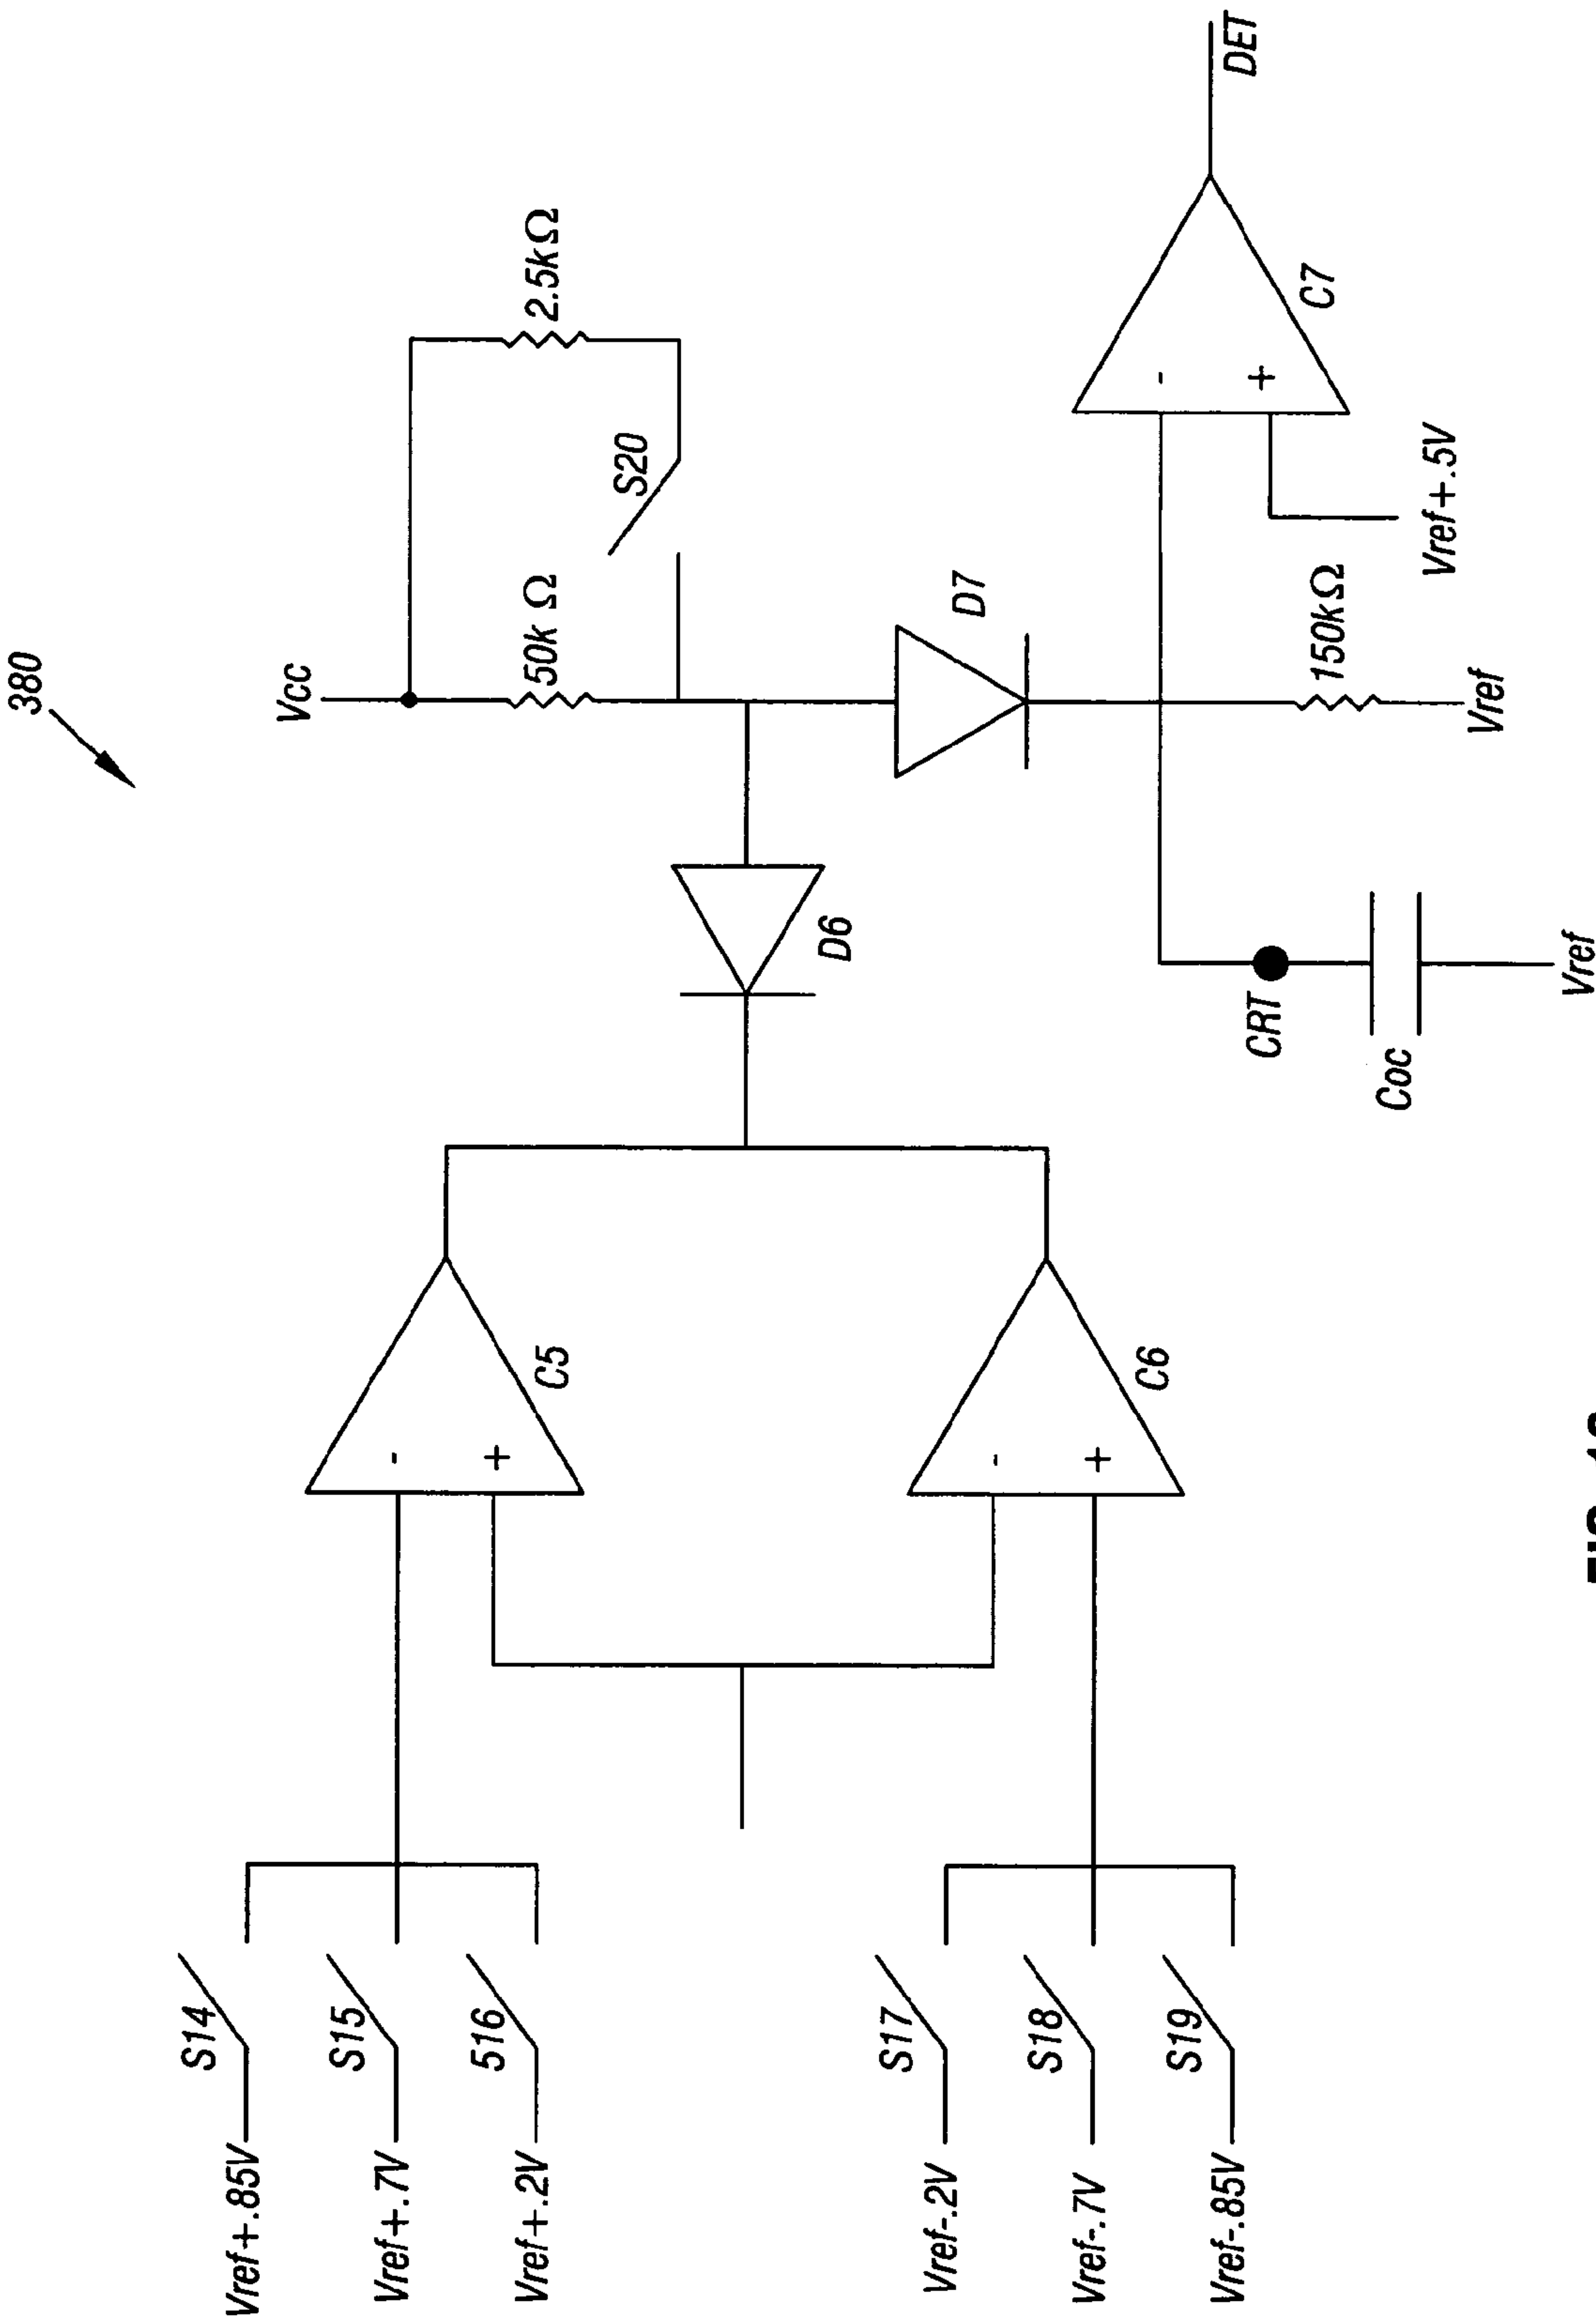 380
Vcc
50k Ω
2.5kΩ
S20
S14
Vref+.85V
S15
Vref+.7V
516
Vref+.2V
-
+
C5
D6
D7
S17
Vref-.2V
S18
Vref-.7V
S19
Vref-.85V
-
+
C6
CRT
Coc
Vref
150kΩ
Vref
-
+
C7
Vref+.5V
DET